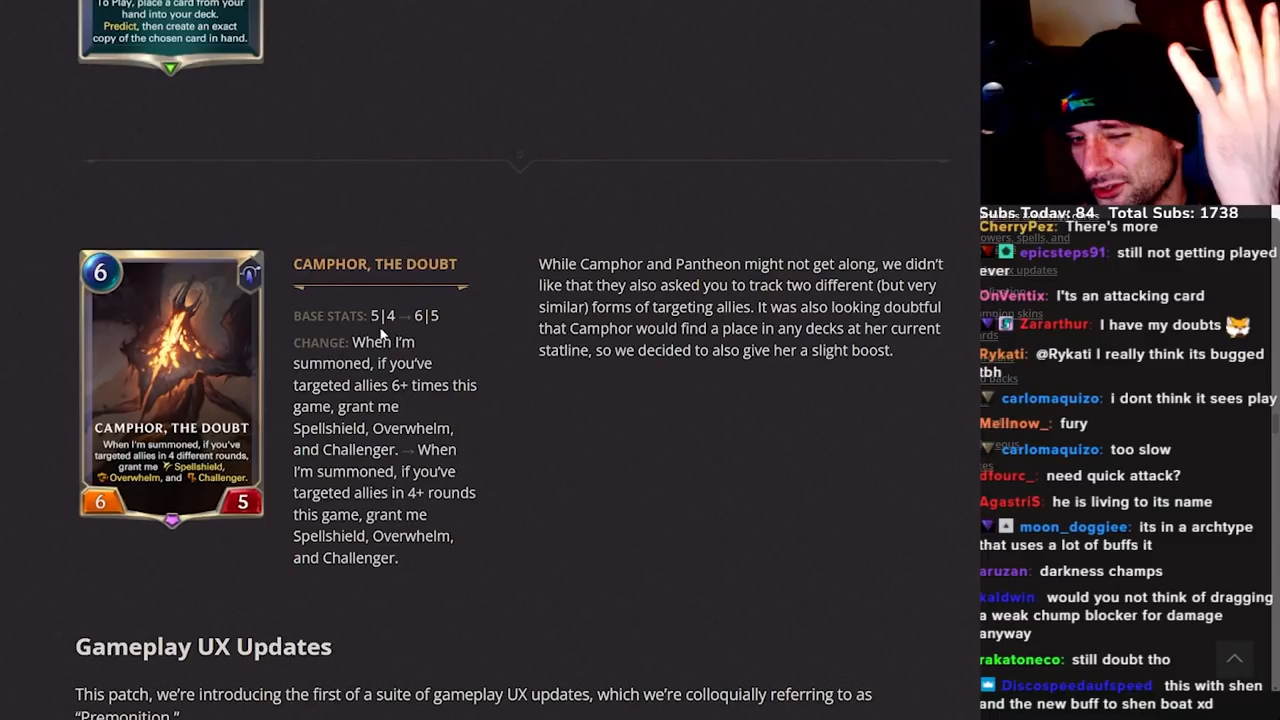 To Play, place a card from your
hand into your deck.
Predict, then create an exact
copy of the chosen card in hand.
6
CAMPHOR, THE DOUBT
When I'm summoned, if you've
targeted allies in 4 different rounds,
grant me Spellshield,
Overwhelm, and Challenger.
6
5
CAMPHOR, THE DOUBT
BASE STATS: 5|4 → 6|5
CHANGE: When I'm
summoned, if you've
targeted allies 6+ times this
game, grant me
Spellshield, Overwhelm,
and Challenger. → When
I'm summoned, if you've
targeted allies in 4+ rounds
this game, grant me
Spellshield, Overwhelm,
and Challenger.
While Camphor and Pantheon might not get along, we didn't
like that they also asked you to track two different (but very
similar) forms of targeting allies. It was also looking doubtful
that Camphor would find a place in any decks at her current
statline, so we decided to also give her a slight boost.
Gameplay UX Updates
This patch, we're introducing the first of a suite of gameplay UX updates, which we're colloquially referring to as
"Premonition."
Subs Today: 84 Total Subs: 1738
CherryPez: There's more
epicsteps91: still not getting played
ever
OnVentix: I'ts an attacking card
Zararthur: I have my doubts
Rykati: @Rykati I really think its bugged
tbh
carlomaquizo: i dont think it sees play
Mellnow_: fury
carlomaquizo: too slow
dfourc_: need quick attack?
AgastriS: he is living to its name
moon_doggiee: its in a archtype
that uses a lot of buffs it
aruzan: darkness champs
kaldwin: would you not think of dragging
a weak chump blocker for damage
anyway
rakatoneco: still doubt tho
Discospeedaufspeed this with shen
and the new buff to shen boat xd